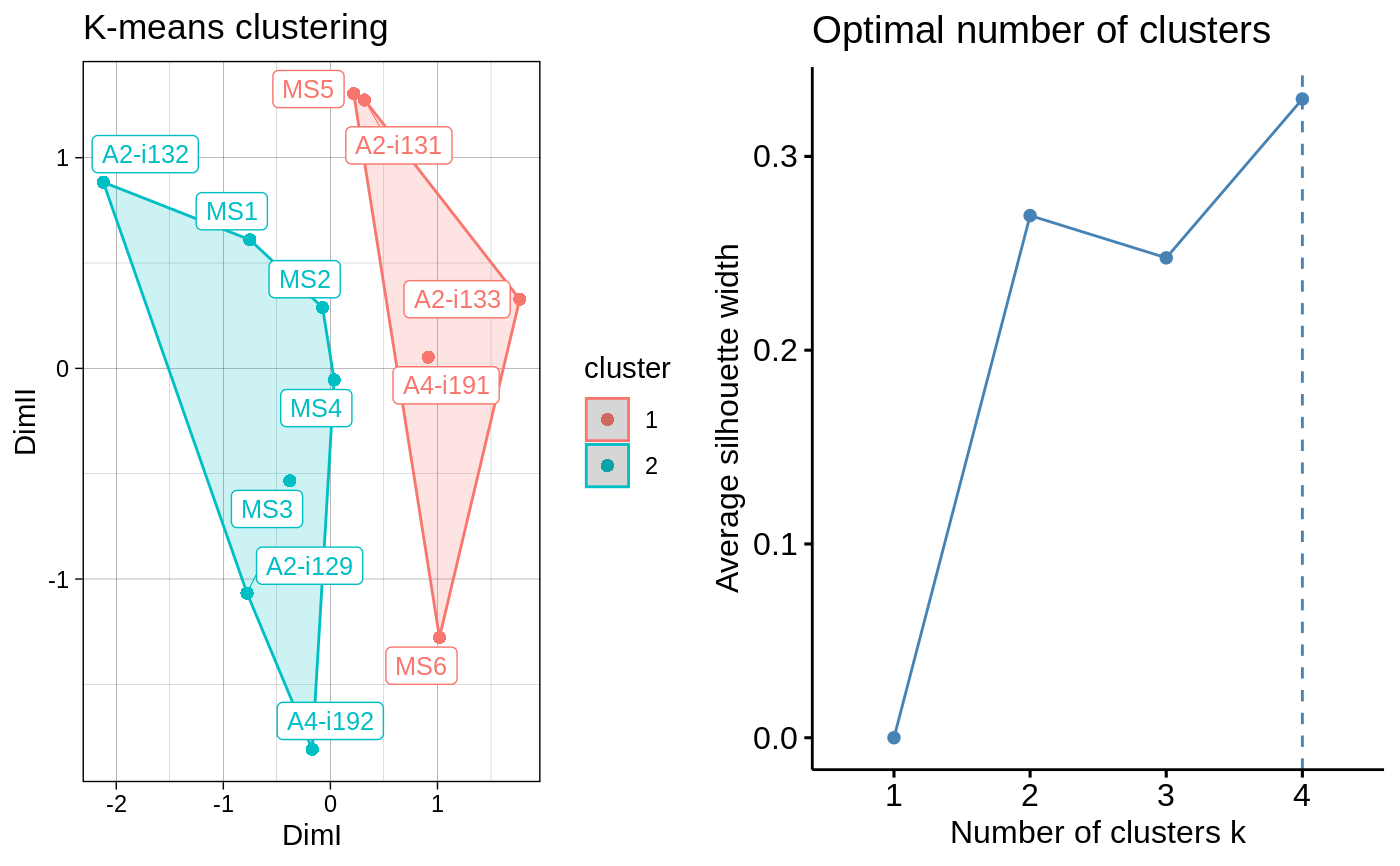 K-means clustering
MS5
A2-i131
A2-i132
MS1
MS2
A2-i133
A4-i191
MS4
MS3
A2-i129
MS6
A4-i192
1
0
-1
DimII
-2
-1
0
1
DimI
cluster
1
2
Optimal number of clusters
0.3
0.2
0.1
0.0
Average silhouette width
1
2
3
4
Number of clusters k